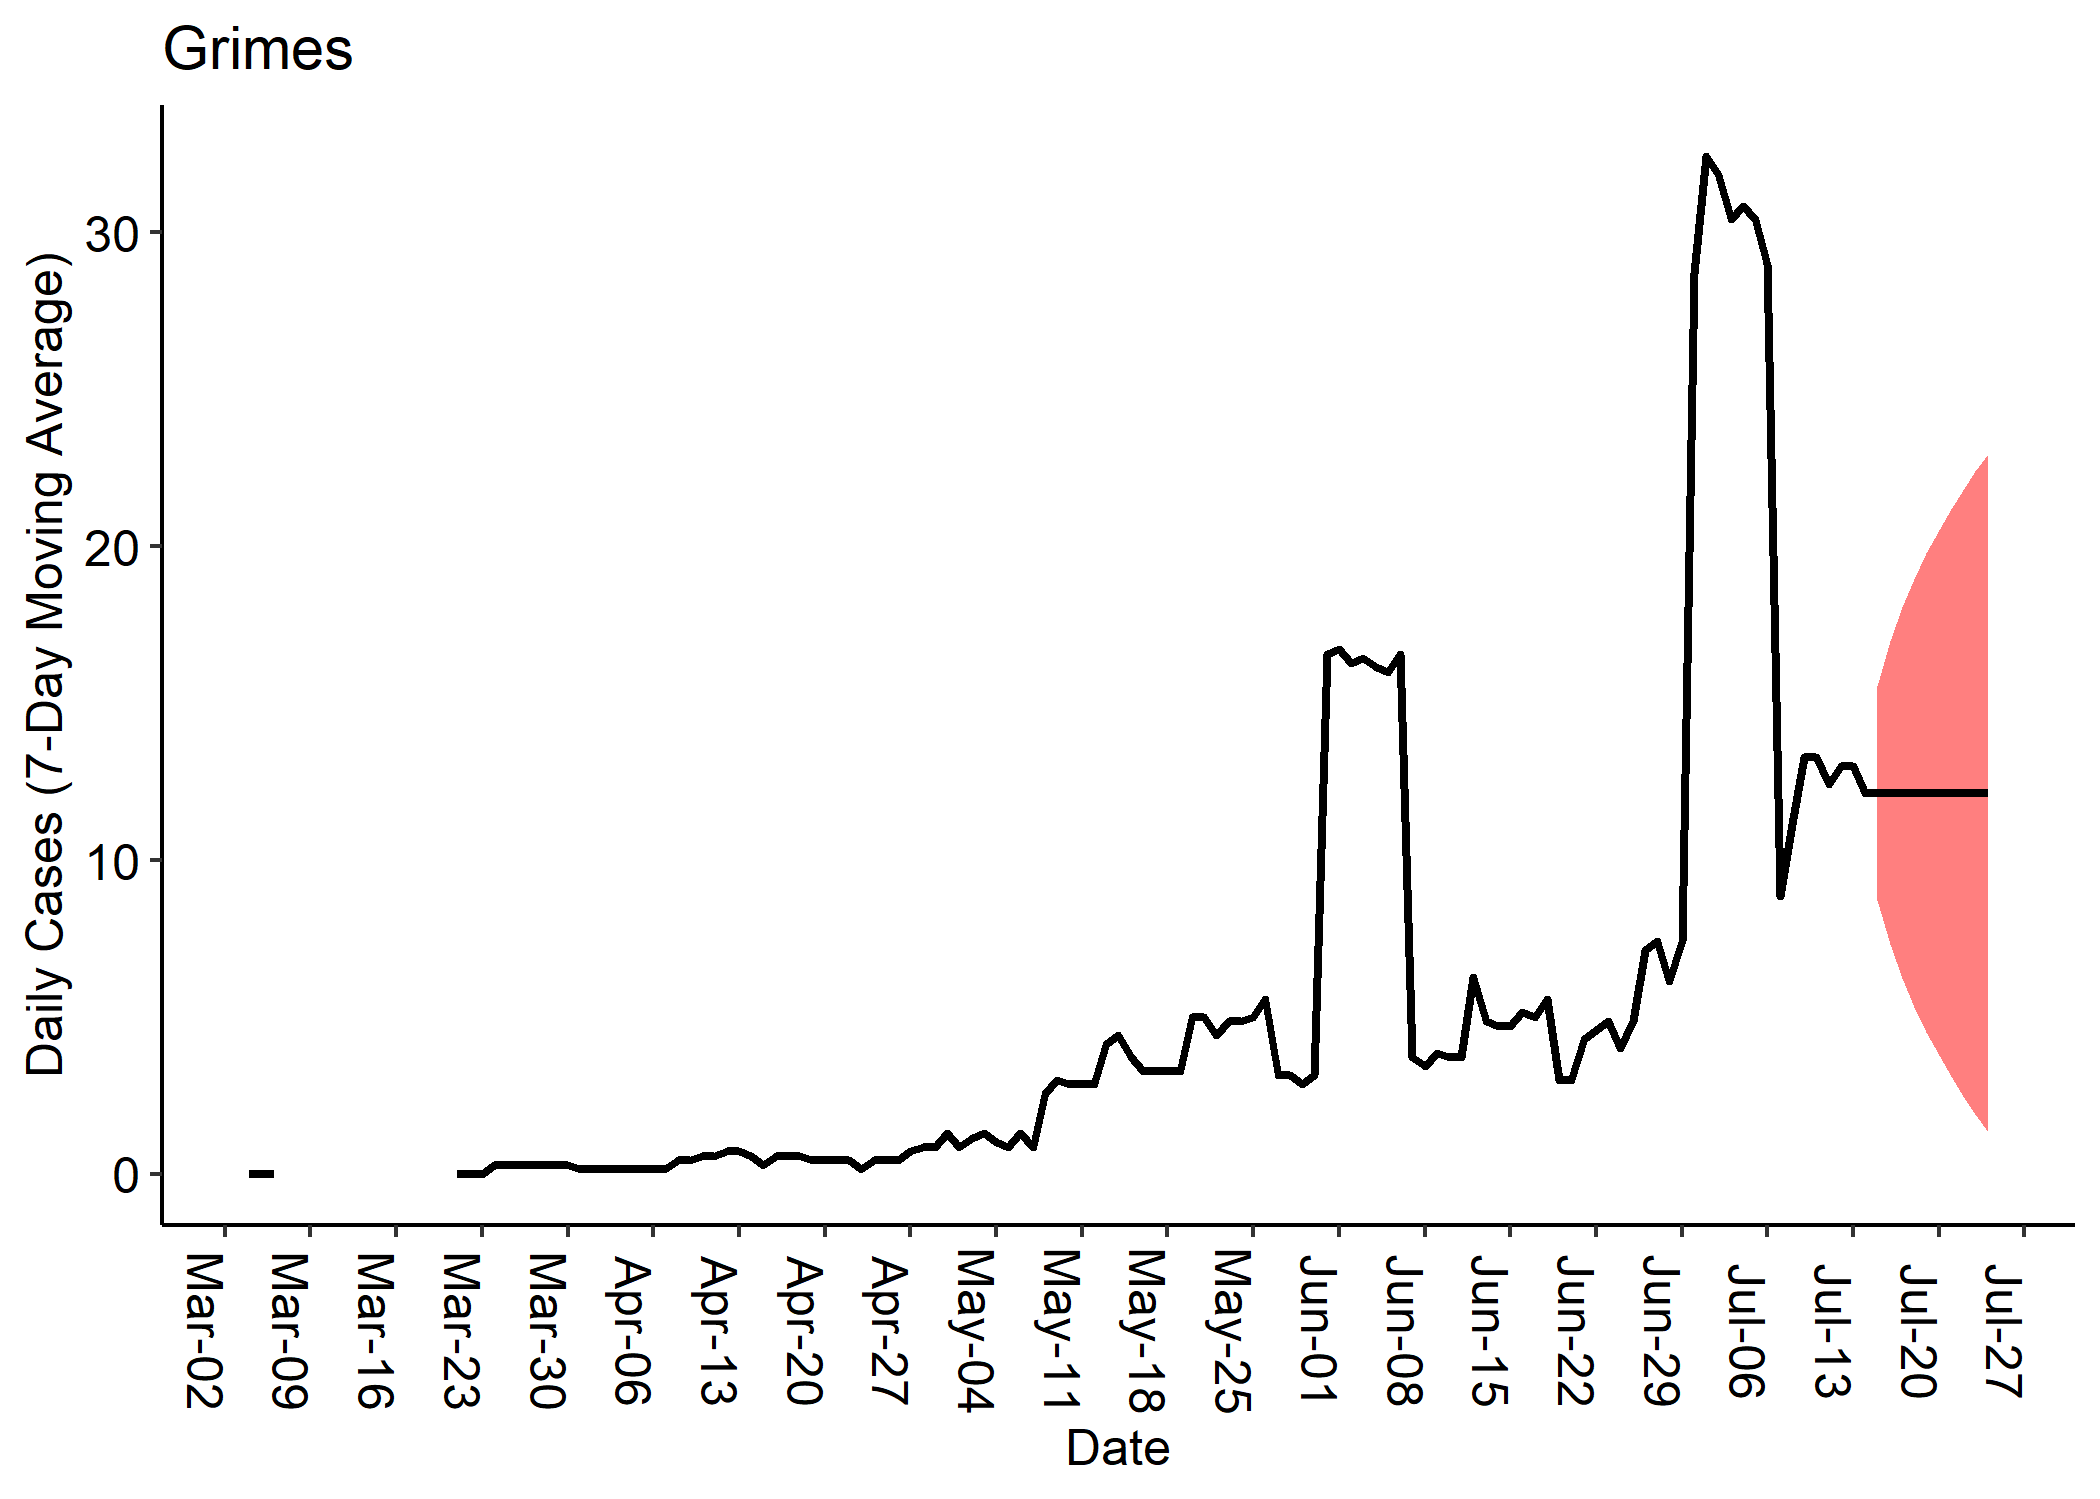 Grimes
Daily Cases (7-Day Moving Average)
30
20
10
0
Mar-02
Mar-09
Mar-16
Mar-23
Mar-30
Apr-06
Apr-13
Apr-20
Apr-27
May-04
May-11
May-18
May-25
Jun-01
Jun-08
Jun-15
Jun-22
Jun-29
Jul-06
Jul-13
Jul-20
Jul-27
Date